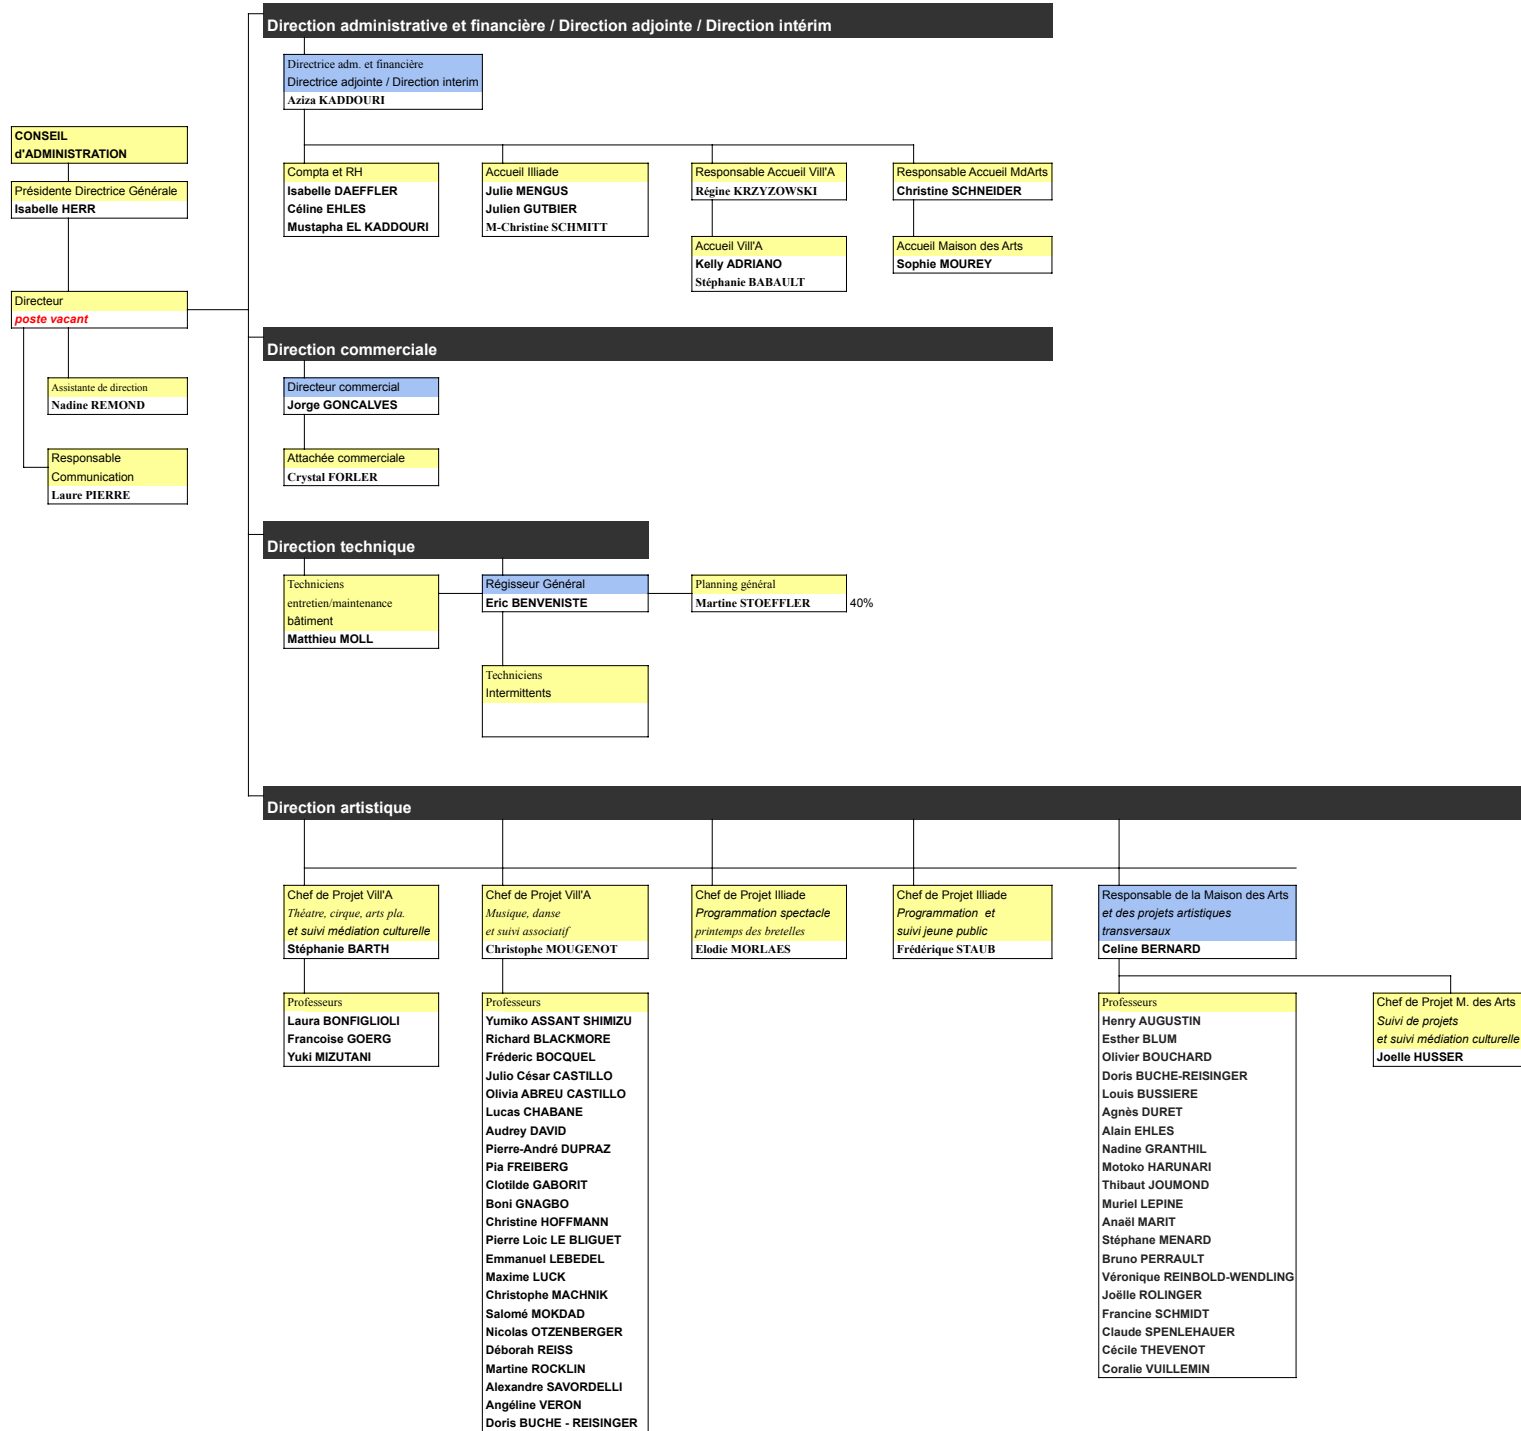 Direction administrative et financière / Direction adjointe / Direction intérim
Directrice adm. et financière
Directrice adjointe / Direction interim
Aziza KADDOURI
CONSEIL
d'ADMINISTRATION
Présidente Directrice Générale
Isabelle HERR
Compta et RH
Isabelle DAEFFLER
Céline EHLES
Mustapha EL KADDOURI
Accueil Illiade
Julie MENGUS
Julien GUTBIER
M-Christine SCHMITT
Responsable Accueil Vill'A
Régine KRZYZOWSKI
Responsable Accueil MdArts
Christine SCHNEIDER
Accueil Vill'A
Kelly ADRIANO
Stéphanie BABAULT
Accueil Maison des Arts
Sophie MOUREY
Directeur
poste vacant
Assistante de direction
Nadine REMOND
Responsable
Communication
Laure PIERRE
Direction commerciale
Directeur commercial
Jorge GONCALVES
Attachée commerciale
Crystal FORLER
Direction technique
Techniciens
entretien/maintenance
bâtiment
Matthieu MOLL
Régisseur Général
Eric BENVENISTE
Planning général
Martine STOEFFLER
40%
Techniciens
Intermittents
Direction artistique
Chef de Projet Vill'A
Théatre, cirque, arts pla.
et suivi médiation culturelle
Stéphanie BARTH
Chef de Projet Vill'A
Musique, danse
et suivi associatif
Christophe MOUGENOT
Chef de Projet Illiade
Programmation spectacle
printemps des bretelles
Elodie MORLAES
Chef de Projet Illiade
Programmation et
suivi jeune public
Frédérique STAUB
Responsable de la Maison des Arts
et des projets artistiques
transversaux
Celine BERNARD
Professeurs
Laura BONFIGLIOLI
Francoise GOERG
Yuki MIZUTANI
Professeurs
Yumiko ASSANT SHIMIZU
Richard BLACKMORE
Fréderic BOCQUEL
Julio César CASTILLO
Olivia ABREU CASTILLO
Lucas CHABANE
Audrey DAVID
Pierre-André DUPRAZ
Pia FREIBERG
Clotilde GABORIT
Boni GNAGBO
Christine HOFFMANN
Pierre Loic LE BLIGUET
Emmanuel LEBEDEL
Maxime LUCK
Christophe MACHNIK
Salomé MOKDAD
Nicolas OTZENBERGER
Déborah REISS
Martine ROCKLIN
Alexandre SAVORDELLI
Angéline VERON
Doris BUCHE - REISINGER
Professeurs
Henry AUGUSTIN
Esther BLUM
Olivier BOUCHARD
Doris BUCHE-REISINGER
Louis BUSSIERE
Agnès DURET
Alain EHLES
Nadine GRANTHIL
Motoko HARUNARI
Thibaut JOUMOND
Muriel LEPINE
Anaël MARIT
Stéphane MENARD
Bruno PERRAULT
Véronique REINBOLD-WENDLING
Joëlle ROLINGER
Francine SCHMIDT
Claude SPENLEHAUER
Cécile THEVENOT
Coralie VUILLEMIN
Chef de Projet M. des Arts
Suivi de projets
et suivi médiation culturelle
Joelle HUSSER